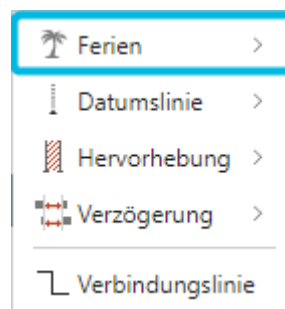 Ferien
Datumslinie
Hervorhebung
Verzögerung
Verbindungslinie